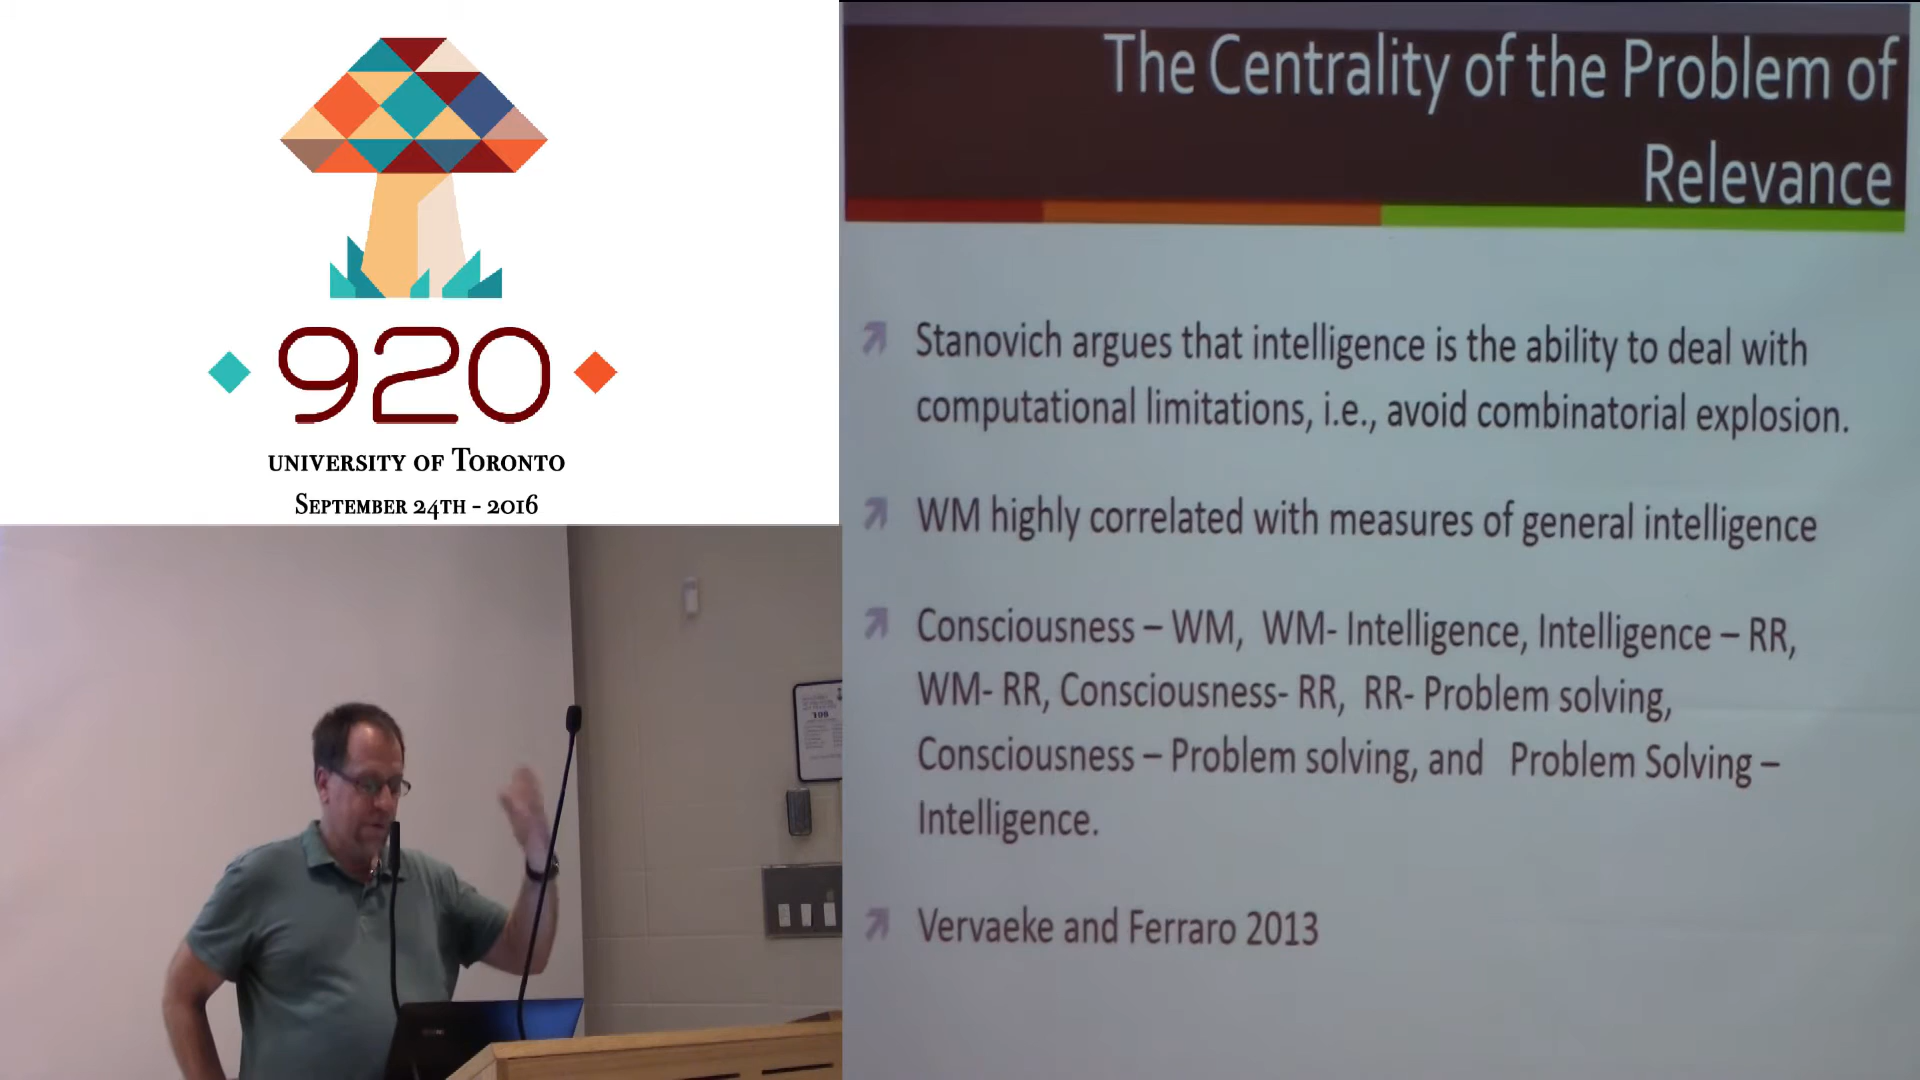 920
UNIVERSITY OF TORONTO
SEPTEMBER 24TH - 2016
The Centrality of the Problem of
Relevance
Stanovich argues that intelligence is the ability to deal with
computational limitations, i.e., avoid combinatorial explosion.
WM highly correlated with measures of general intelligence
Consciousness – WM, WM- Intelligence, Intelligence – RR,
WM- RR, Consciousness- RR, RR- Problem solving,
Consciousness – Problem solving, and Problem Solving –
Intelligence.
Vervaeke and Ferraro 2013